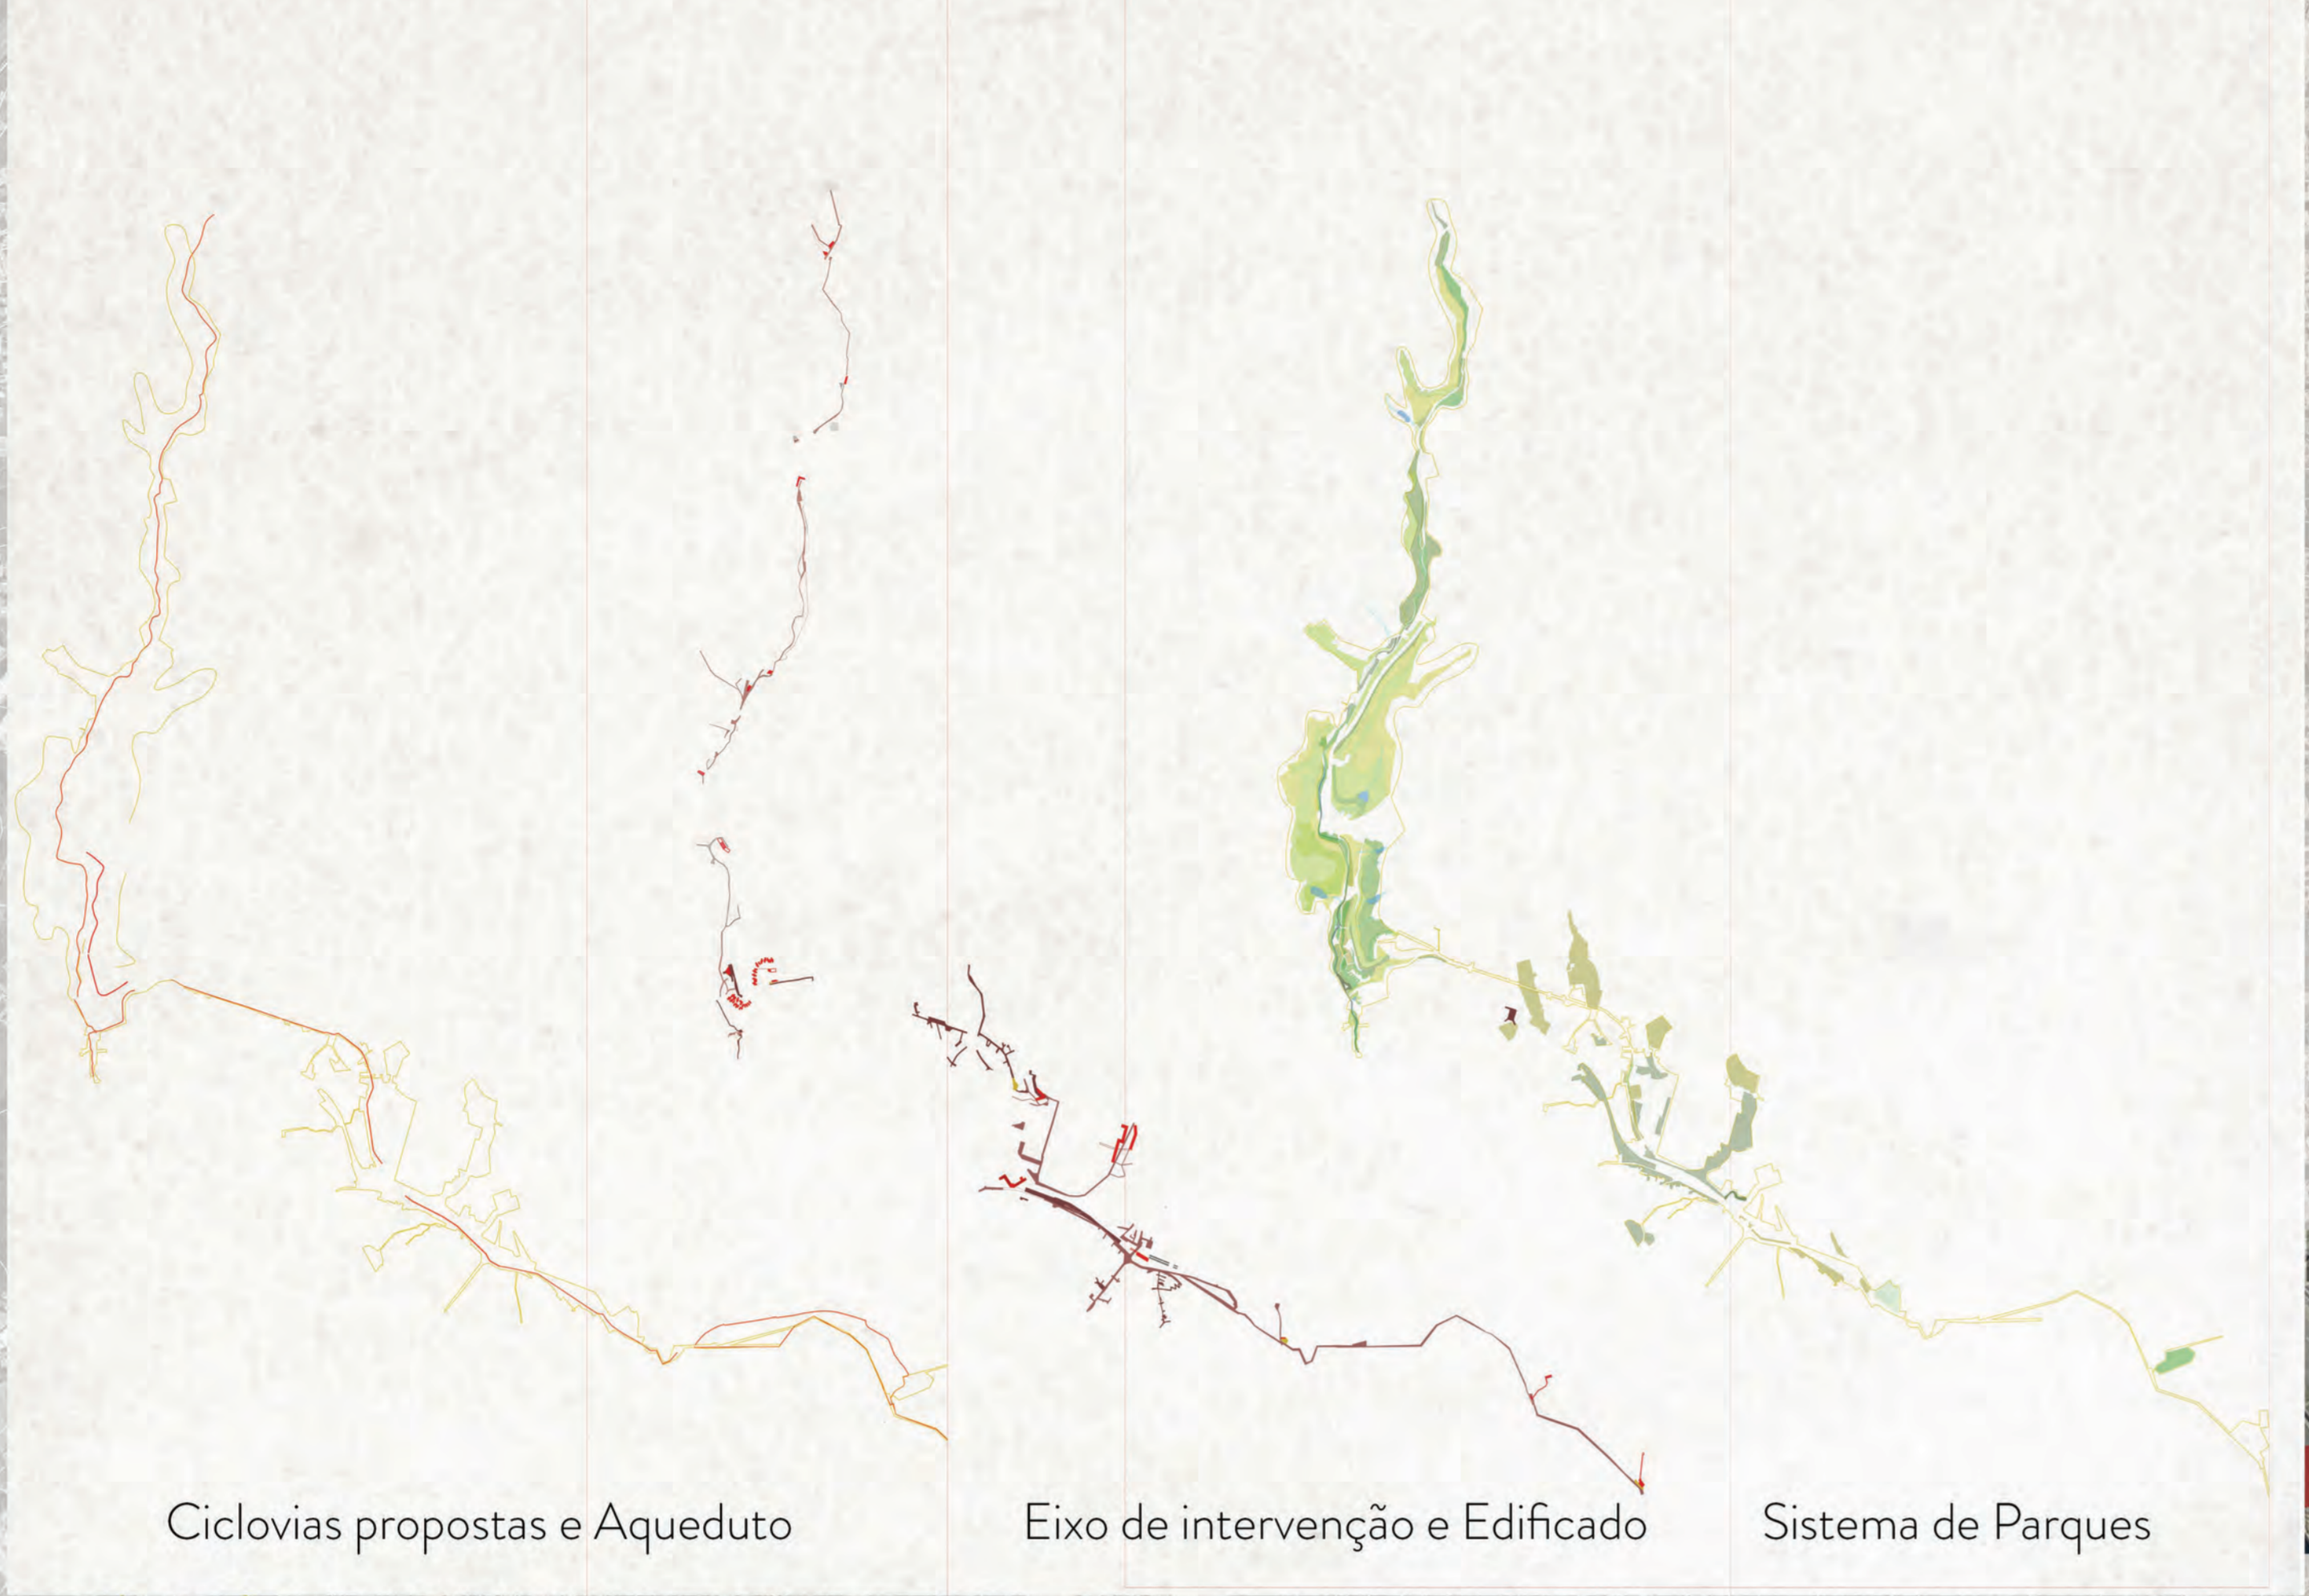 Ciclovias propostas e Aqueduto
Eixo de intervenção e Edificado
Sistema de Parques